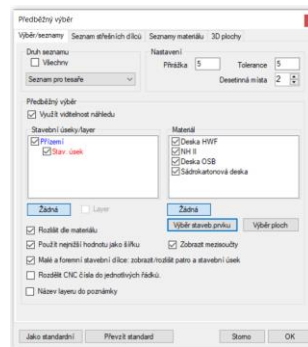 Předběžný výběr
Výběr/seznamy Seznam střešních dílců Seznamy materiálu 3D plochy
Druh seznamu
Všechny
Seznam pro tesaře
Nastavení
Přirážka 5 Tolerance 5
Desetinná místa 2
Předběžný výběr
Využít viditelnost náhledu
Stavební úseky/layer
Přízemí
Stav. úsek
Materiál
Deska HWF
NH II
Deska OSB
Sádrokartonová deska
Žádná Layer Žádná
Výběr staveb prvku Výběr ploch
Rozlišit dle materiálu
Použít nejnižší hodnotu jako šířku Zobrazit mezisoučty
Malé a foremní stavební dílce: zobrazt/rozlišit patro a stavební úsek
Rozdělit CNC čísla do jednotlivých řádků.
Název layeru do poznámky
Jako standardní Převzít standard Storno OK